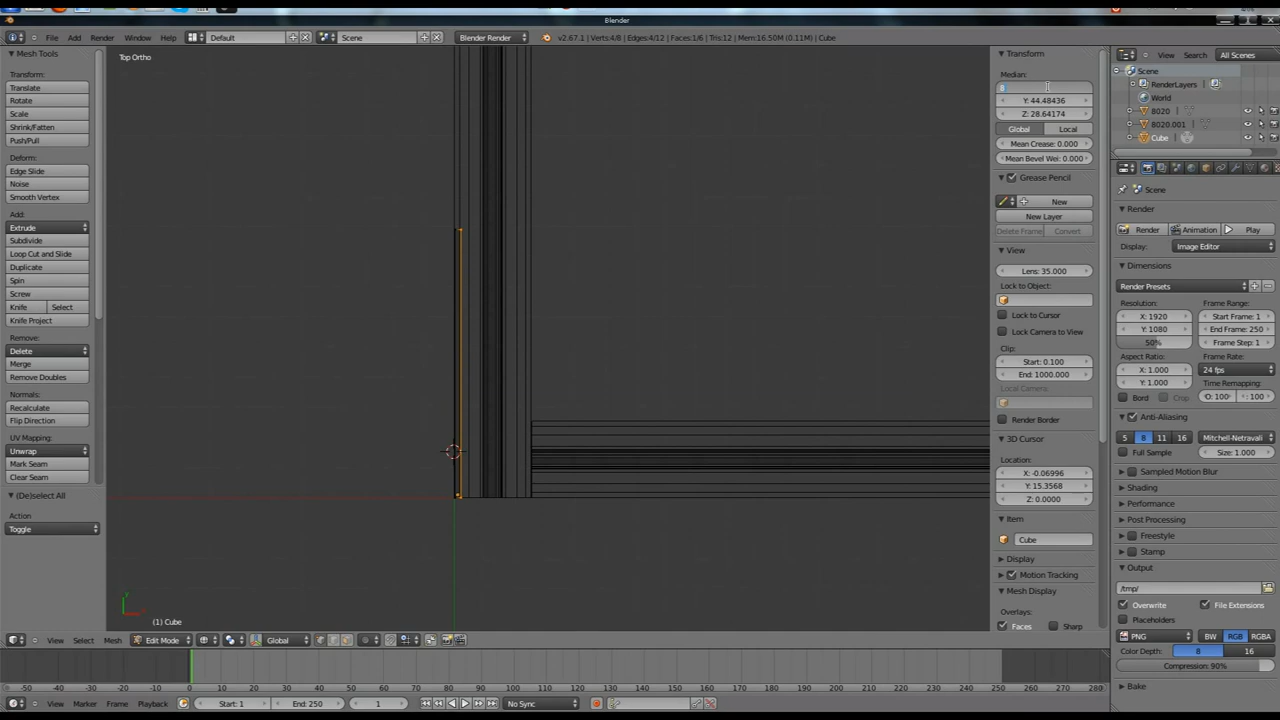 Blender
File Add Render Window Help Default Scene Blender Render v2.67.1 | Verts:4/8 | Edges:4/12 | Faces:1/6 | Tris:12 | Mem:16.50M (0.11M) | Cube
Mesh Tools
Transform:
Translate
Rotate
Scale
Shrink/Fatten
Push/Pull
Deform:
Edge Slide
Noise
Smooth Vertex
Add:
Extrude
Subdivide
Loop Cut and Slide
Duplicate
Spin
Screw
Knife Select
Knife Project
Remove:
Delete
Merge
Remove Doubles
Normals:
Recalculate
Flip Direction
UV Mapping:
Unwrap
Mark Seam
Clear Seam
(De)select All
Action
Toggle
Top Ortho
(1) Cube
Transform
Median:
Y: 44.48436
Z: 28.64174
Global Local
Mean Crease: 0.000
Mean Bevel Wei: 0.000
Grease Pencil
New
New Layer
Delete Frame Convert
View
Lens: 35.000
Lock to Object:
Lock to Cursor
Lock Camera to View
Clip:
Start: 0.100
End: 1000.000
Local Camera:
Render Border
3D Cursor
Location:
X: -0.06996
Y: 15.3568
Z: 0.0000
Item
Cube
Display
Motion Tracking
Mesh Display
Overlays:
Faces Sharp
View Search All Scenes
Scene
RenderLayers
World
8020
8020.001
Cube
Scene
Render
Render Animation Play
Display: Image Editor
Dimensions
Render Presets
Resolution: Frame Range:
X: 1920 Start Frame: 1
Y: 1080 End Frame: 250
50% Frame Step: 1
Aspect Ratio: Frame Rate:
X: 1.000 24 fps
Y: 1.000 Time Remapping:
Bord Crop :100 :100
Anti-Aliasing
5 8 11 16 Mitchell-Netravali
Full Sample Size: 1.000
Sampled Motion Blur
Shading
Performance
Post Processing
Freestyle
Stamp
Output
/tmp/
Overwrite File Extensions
Placeholders
PNG BW RGB RGBA
Color Depth: 8 16
Compression: 90%
Bake
View Select Mesh Edit Mode Global
-50 -40 -30 -20 -10 0 10 20 30 40 50 60 70 80 90 100 110 120 130 140 150 160 170 180 190 200 210 220 230 240 250 260 270 280
View Marker Frame Playback Start: 1 End: 250 1 No Sync